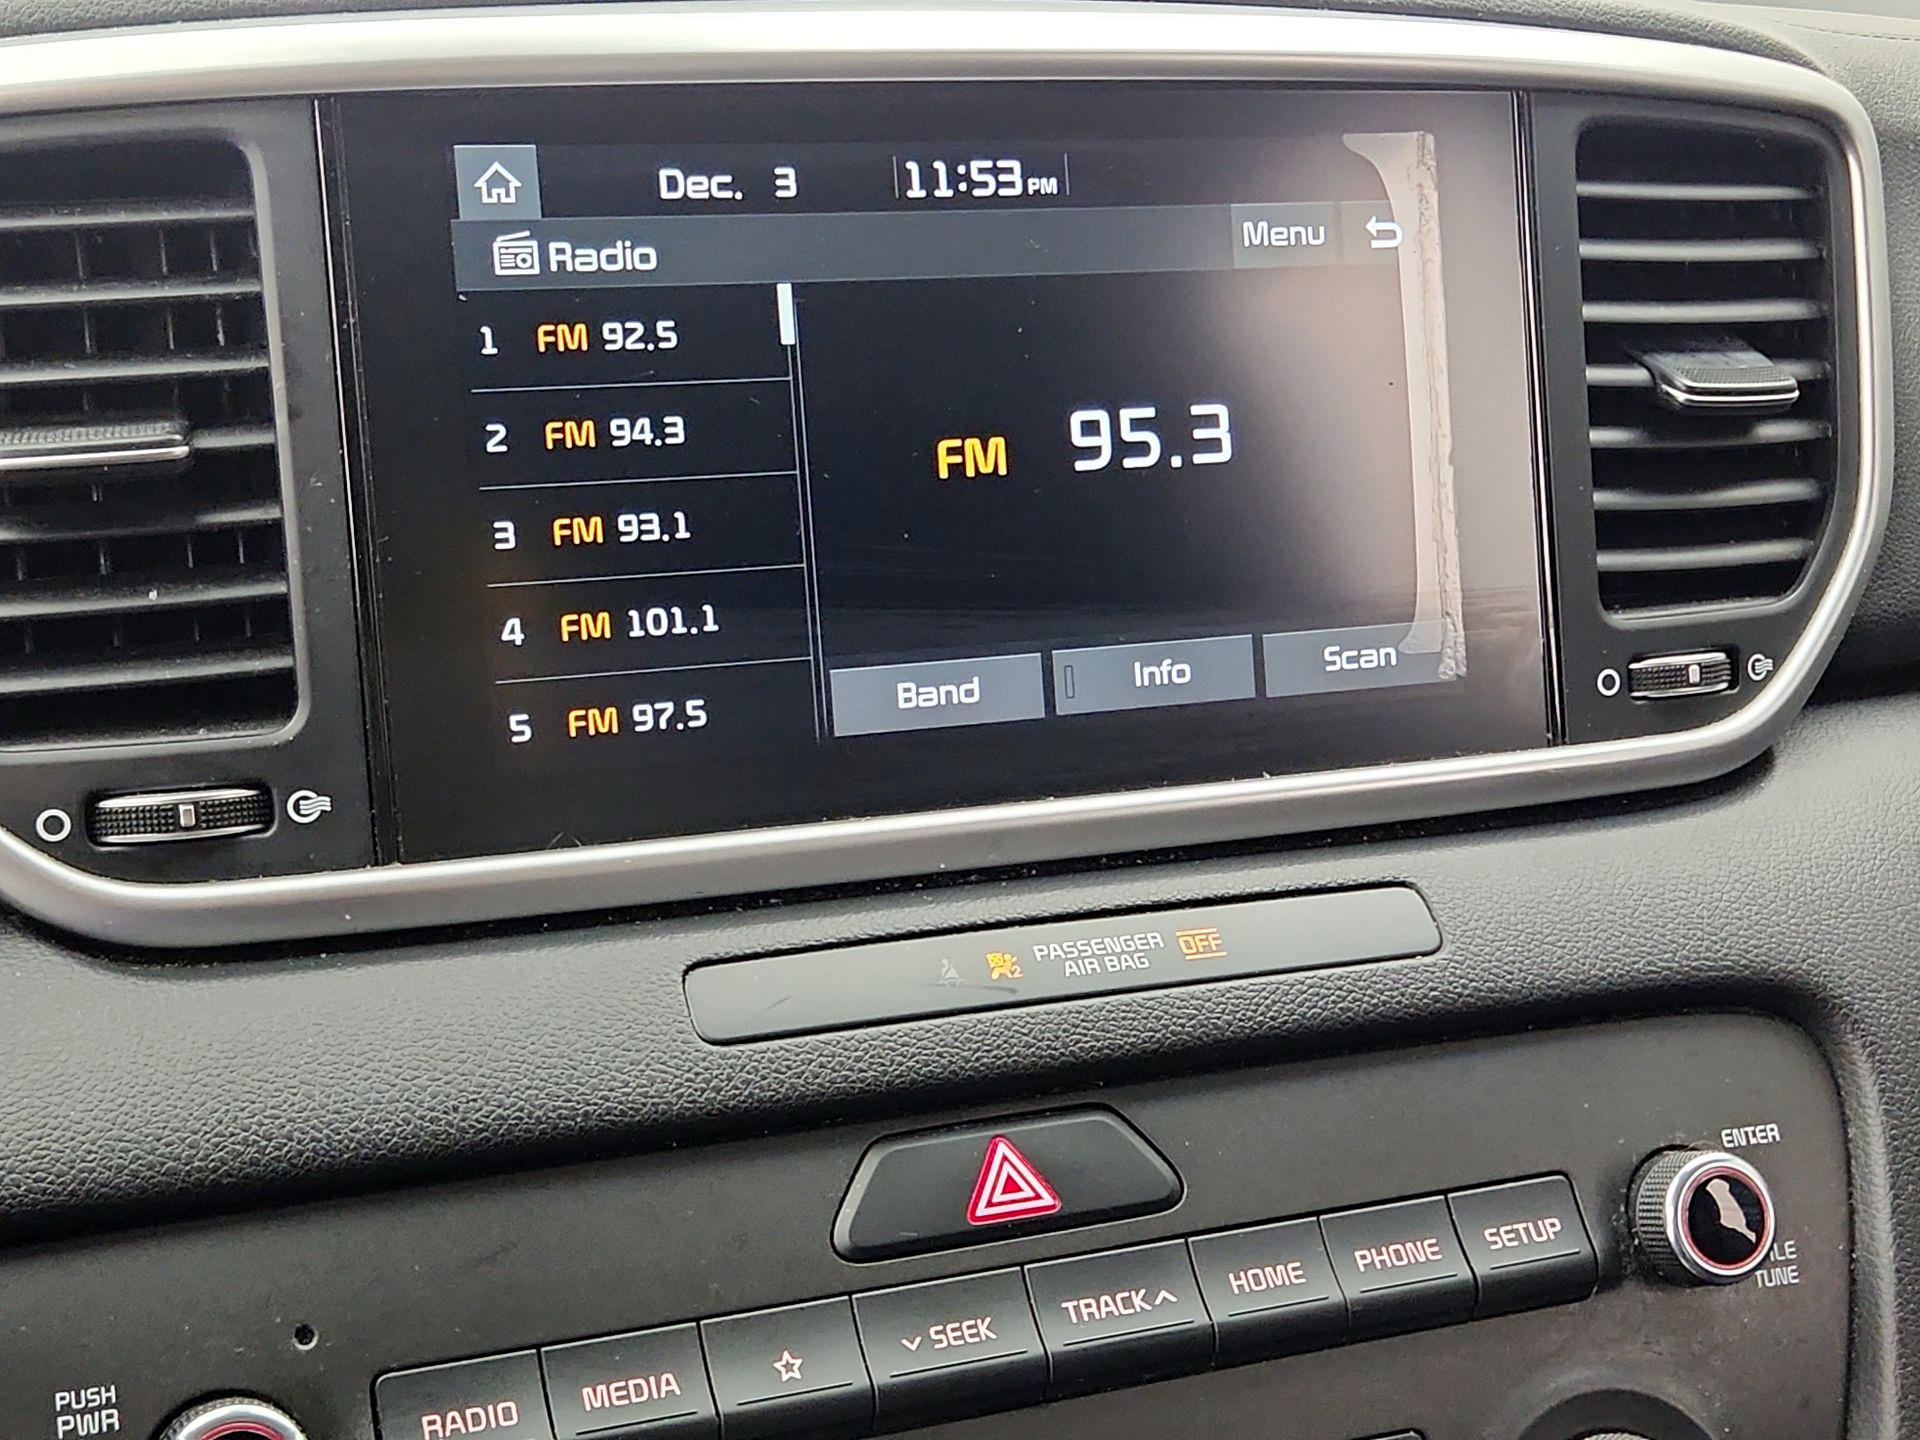 Dec. 3 11:53 PM
Radio Menu
1 FM 92.5
2 FM 94.3
3 FM 93.1
4 FM 101.1
5 FM 97.5
FM 95.3
Band Info Scan
2 PASSENGER AIR BAG OFF
ENTER
TUNE
RADIO MEDIA SEEK TRACK HOME PHONE SETUP
PUSH
PWR